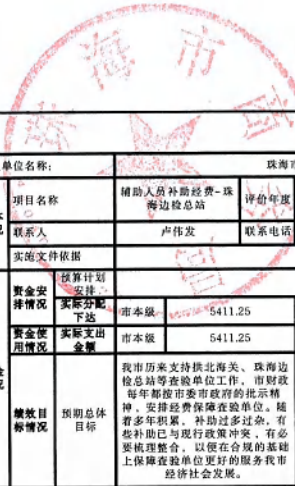 海市
单位名称: 珠海市
项目名称 辅助人员补助经费-珠海边检总站 评价年度
联系人 卢伟发 联系电话
实施文件依据
资金安排情况 预算计划安排
实际分配下达 市本级 5411.25
资金使用情况 实际支出金额 市本级 5411.25
绩效目标情况 预期总体目标
我市历来支持拱北海关、珠海边
检总站等查验单位工作，市财政
每年都按市委市政府的批示精
神，安排经费保障查验单位。随
着多年积累，补助过多过杂，有
些补助已与现行政策冲突，有必
要梳理整合，以便在合规的基础
上保障查验单位更好的服务我市
经济社会发展。